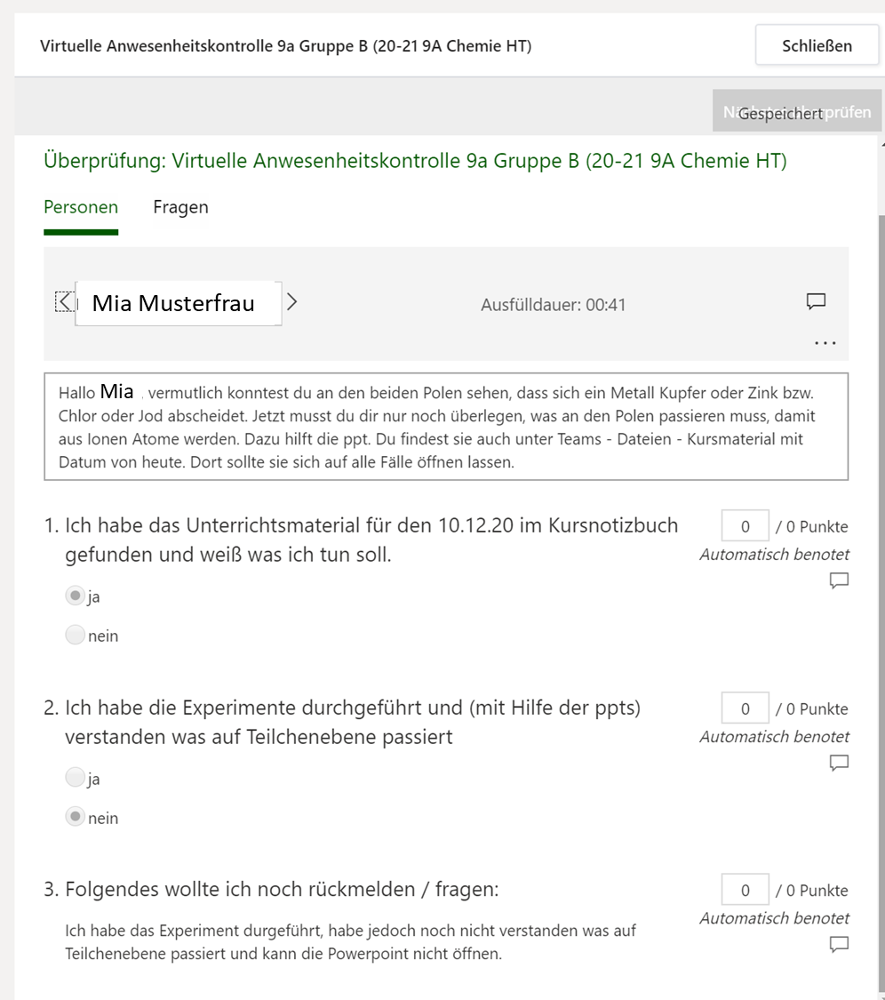 Virtuelle Anwesenheitskontrolle 9a Gruppe B (20-21 9A Chemie HT)
Schließen
Gespeichert
Überprüfung: Virtuelle Anwesenheitskontrolle 9a Gruppe B (20-21 9A Chemie HT)
Personen Fragen
Mia Musterfrau
Ausfülldauer: 00:41
Hallo Mia , vermutlich konntest du an den beiden Polen sehen, dass sich ein Metall Kupfer oder Zink bzw.
Chlor oder Jod abscheidet. Jetzt musst du dir nur noch überlegen, was an den Polen passieren muss, damit
aus Ionen Atome werden. Dazu hilft die ppt. Du findest sie auch unter Teams - Dateien - Kursmaterial mit
Datum von heute. Dort sollte sie sich auf alle Fälle öffnen lassen.
1. Ich habe das Unterrichtsmaterial für den 10.12.20 im Kursnotizbuch
gefunden und weiß was ich tun soll.
0 / 0 Punkte
Automatisch benotet
ja
nein
2. Ich habe die Experimente durchgeführt und (mit Hilfe der ppts)
verstanden was auf Teilchenebene passiert
0 / 0 Punkte
Automatisch benotet
ja
nein
3. Folgendes wollte ich noch rückmelden / fragen:
0 / 0 Punkte
Automatisch benotet
Ich habe das Experiment durgeführt, habe jedoch noch nicht verstanden was auf
Teilchenebene passiert und kann die Powerpoint nicht öffnen.